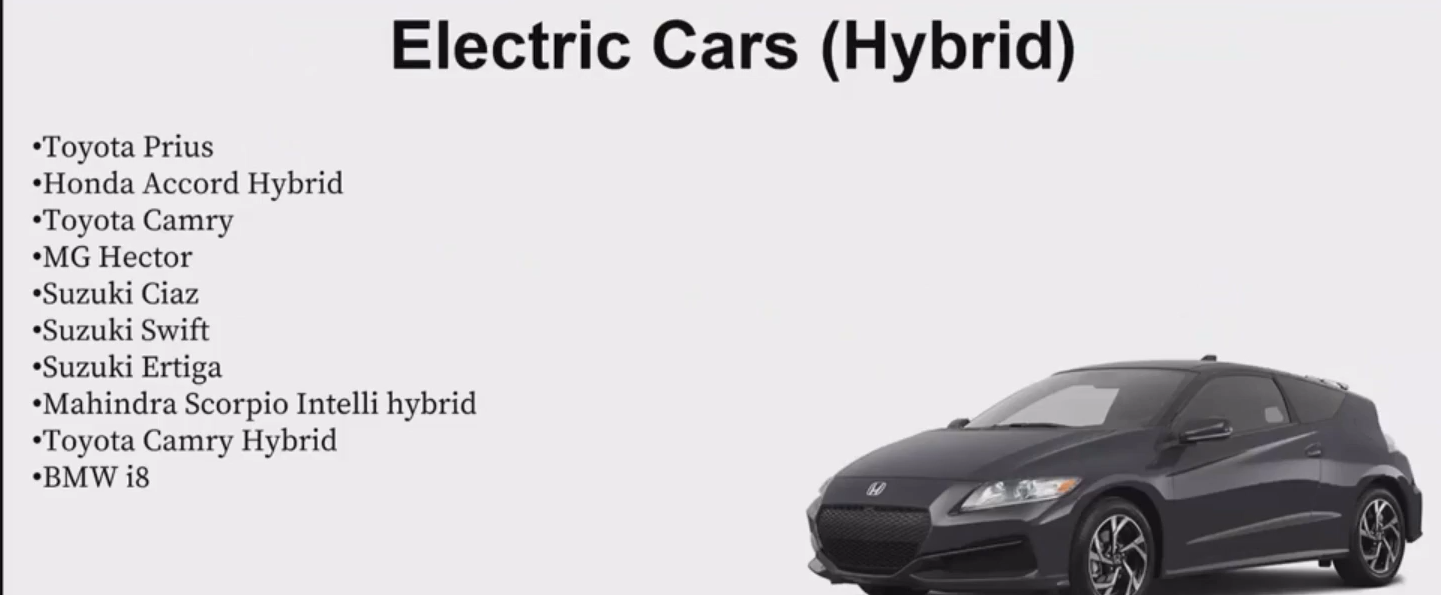 Electric Cars (Hybrid)
•Toyota Prius
•Honda Accord Hybrid
•Toyota Camry
•MG Hector
•Suzuki Ciaz
•Suzuki Swift
•Suzuki Ertiga
•Mahindra Scorpio Intelli hybrid
•Toyota Camry Hybrid
•BMW i8